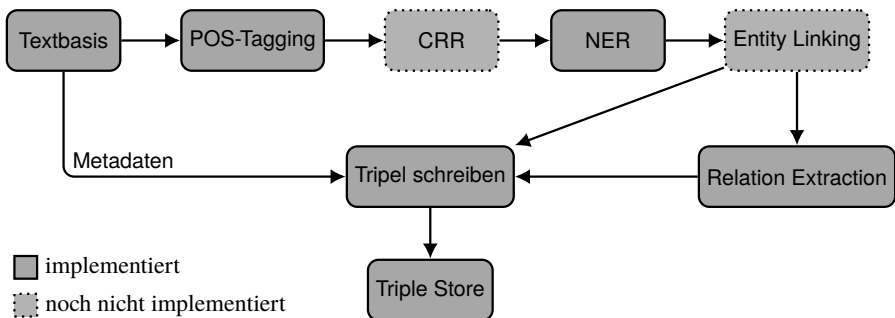 Textbasis
POS-Tagging
CRR
NER
Entity Linking
Metadaten
Tripel schreiben
Relation Extraction
implementiert
Triple Store
noch nicht implementiert